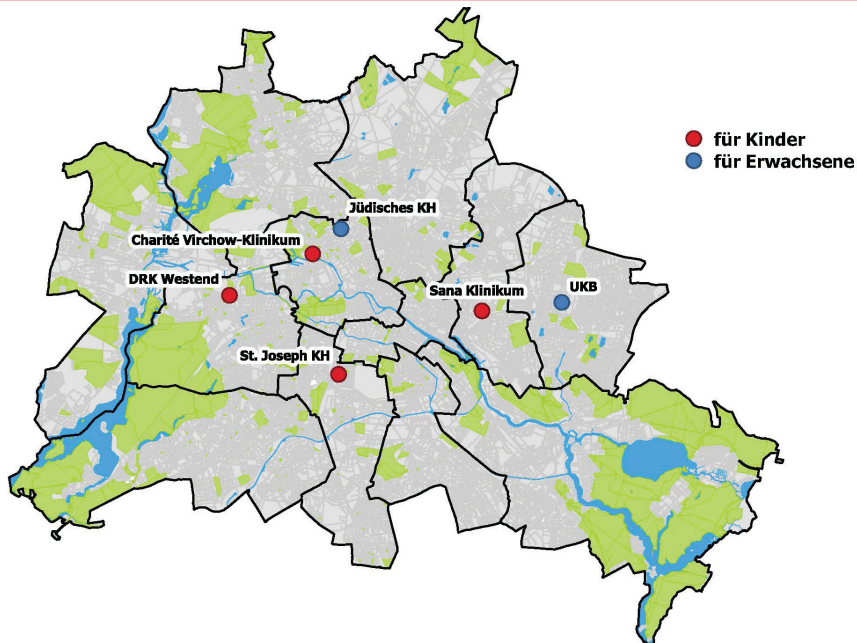 für Kinder
für Erwachsene
Jüdisches KH
Charité Virchow-Klinikum
DRK Westend
Sana Klinikum
UKB
St. Joseph KH